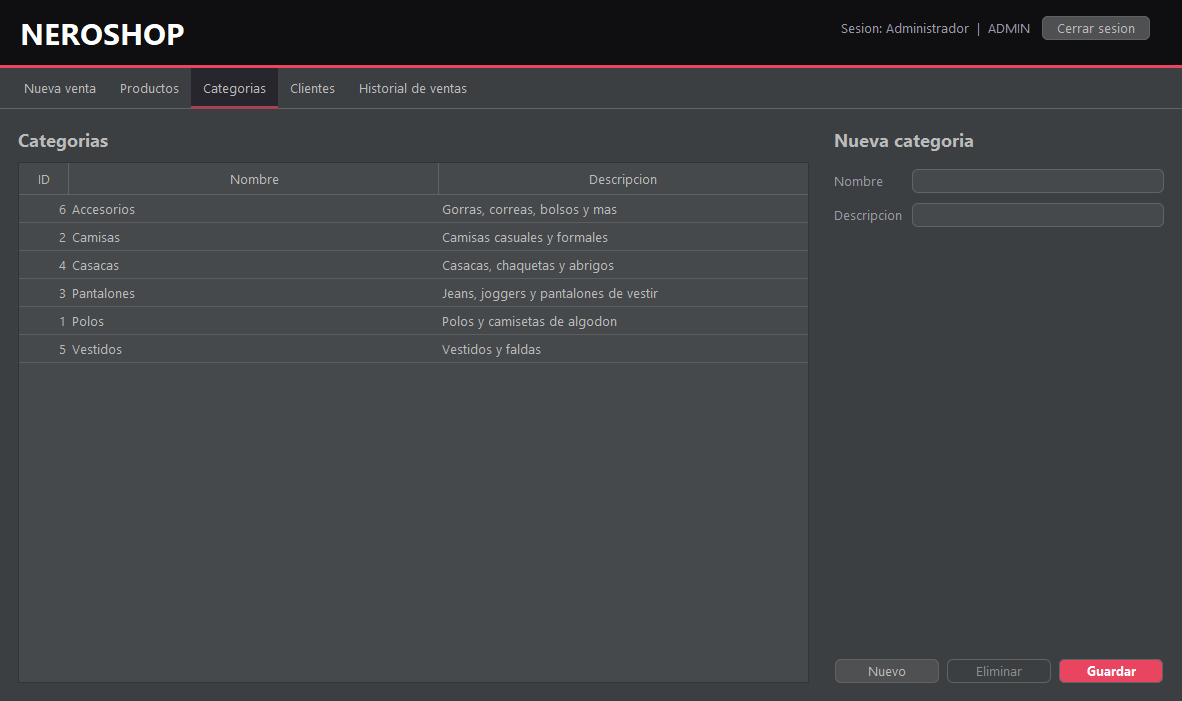 NEROSHOP
Sesion: Administrador | ADMIN
Cerrar sesion
Nueva venta Productos Categorias Clientes Historial de ventas
Categorias
ID Nombre Descripcion
6 Accesorios Gorras, correas, bolsos y mas
2 Camisas Camisas casuales y formales
4 Casacas Casacas, chaquetas y abrigos
3 Pantalones Jeans, joggers y pantalones de vestir
1 Polos Polos y camisetas de algodon
5 Vestidos Vestidos y faldas
Nueva categoria
Nombre
Descripcion
Nuevo Eliminar Guardar